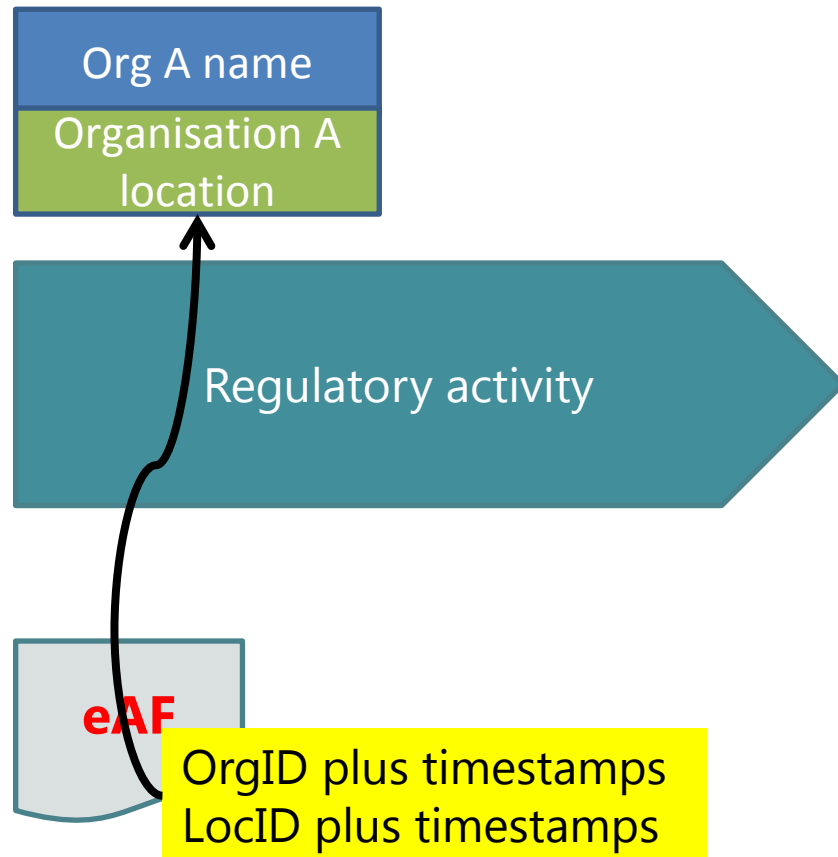 Org A name
Organisation A
location
Regulatory activity
eAF
OrgID plus timestamps
LocID plus timestamps